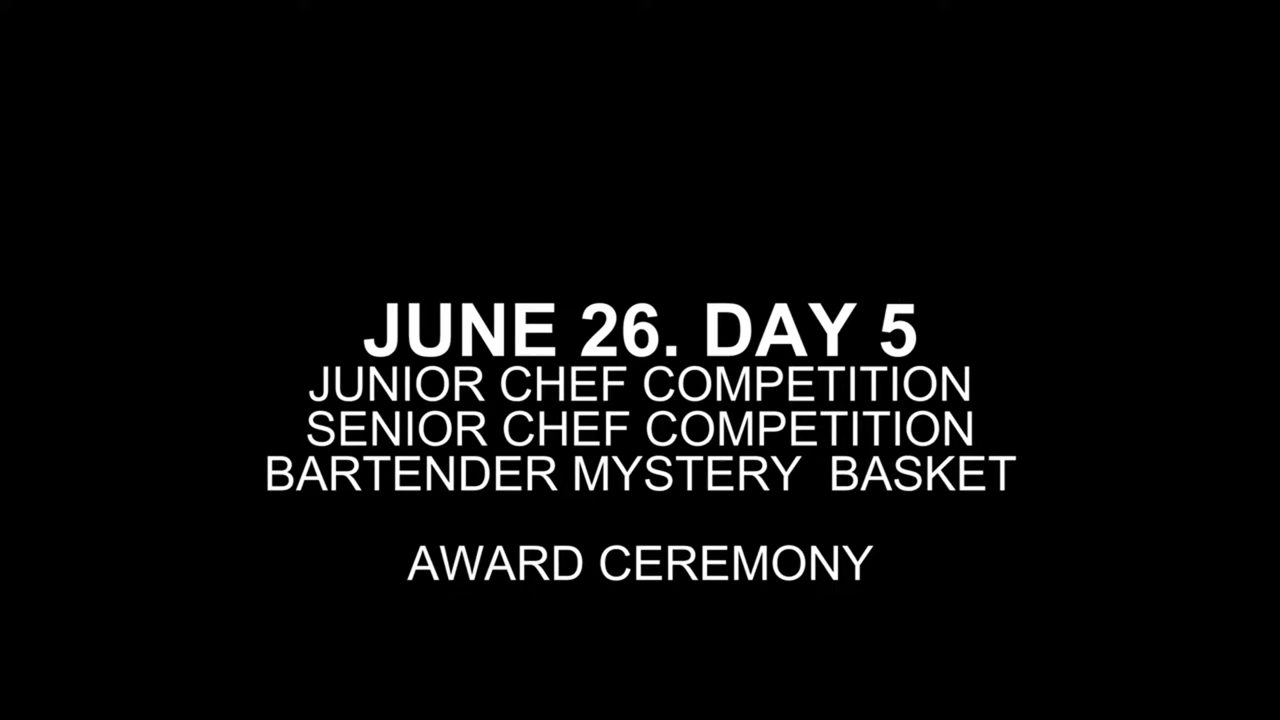 JUNE 26. DAY 5
JUNIOR CHEF COMPETITION
SENIOR CHEF COMPETITION
BARTENDER MYSTERY  BASKET
AWARD CEREMONY